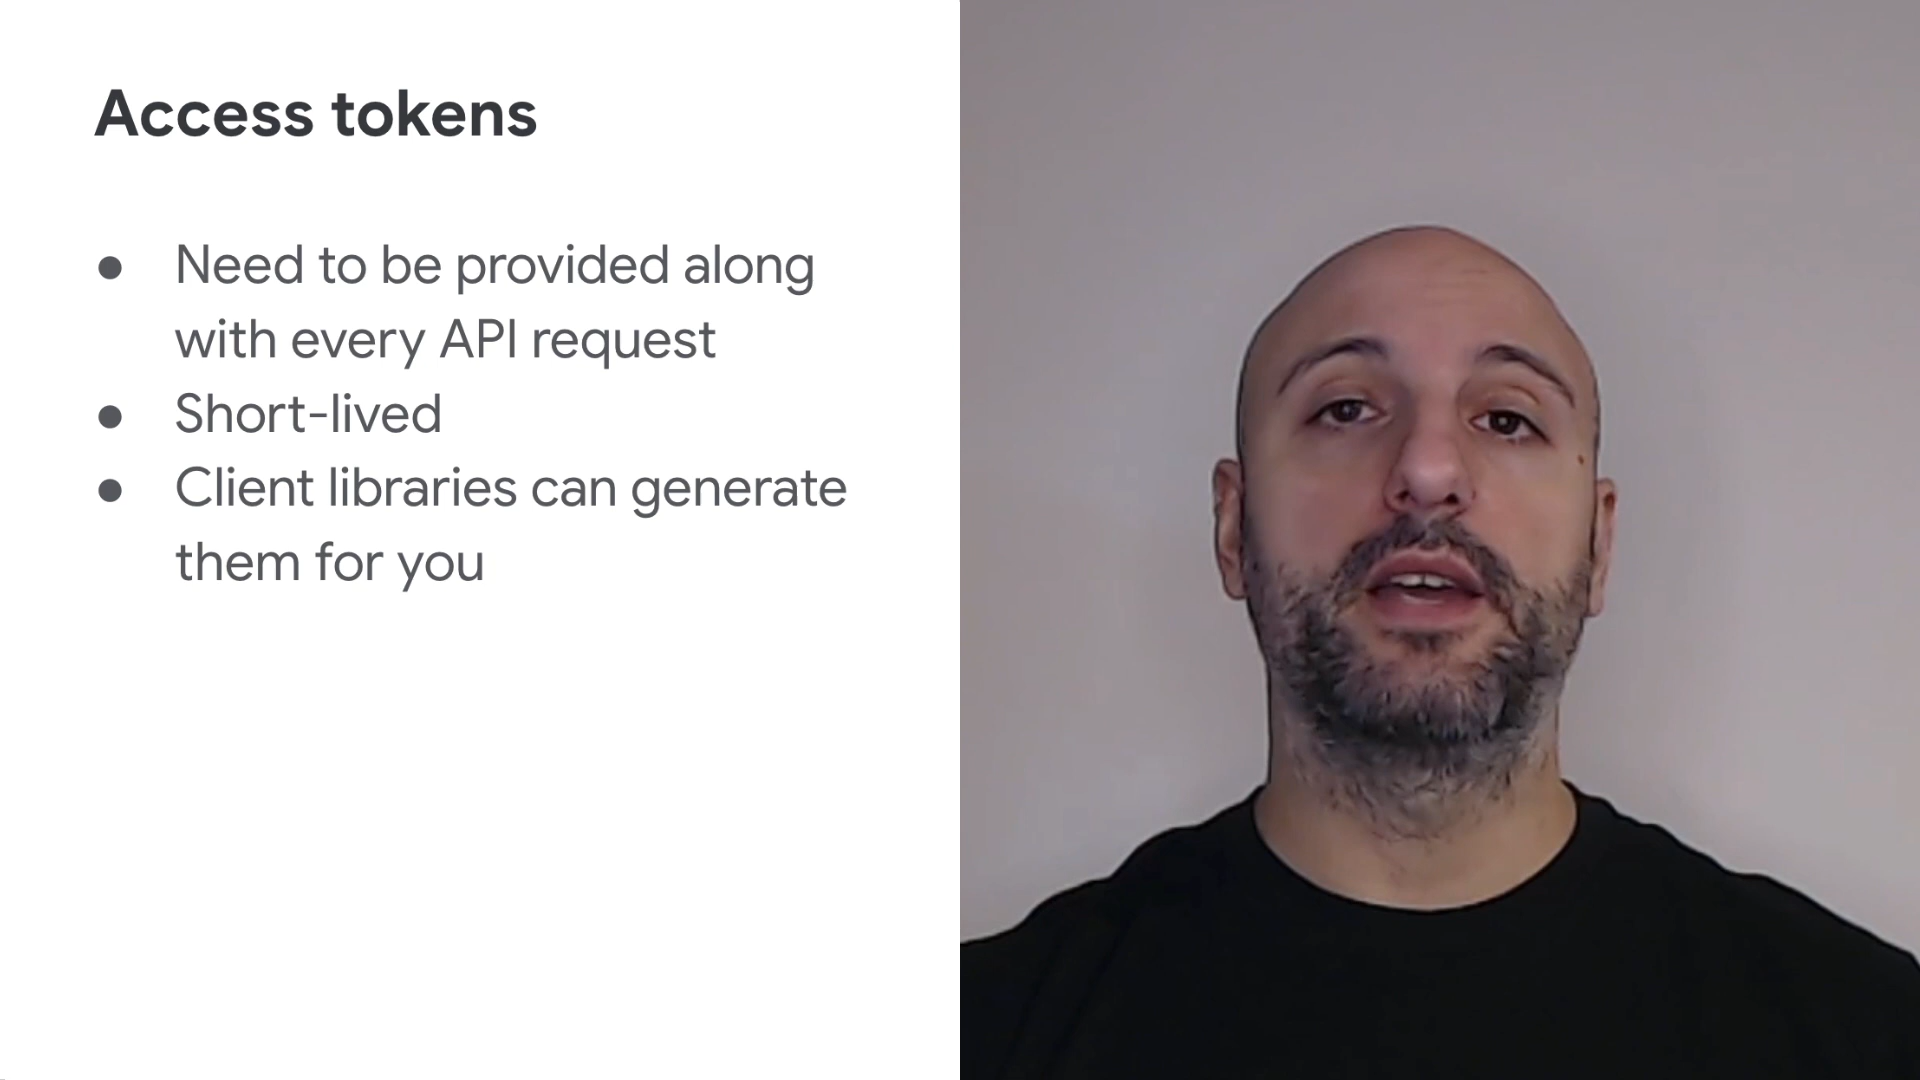 Access tokens
● Need to be provided along
with every API request
● Short-lived
● Client libraries can generate
them for you